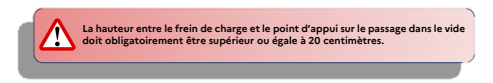 La hauteur entre le frein de charge et le point d'appui sur le passage dans le vide
doit obligatoirement être supérieur ou égale à 20 centimètres.